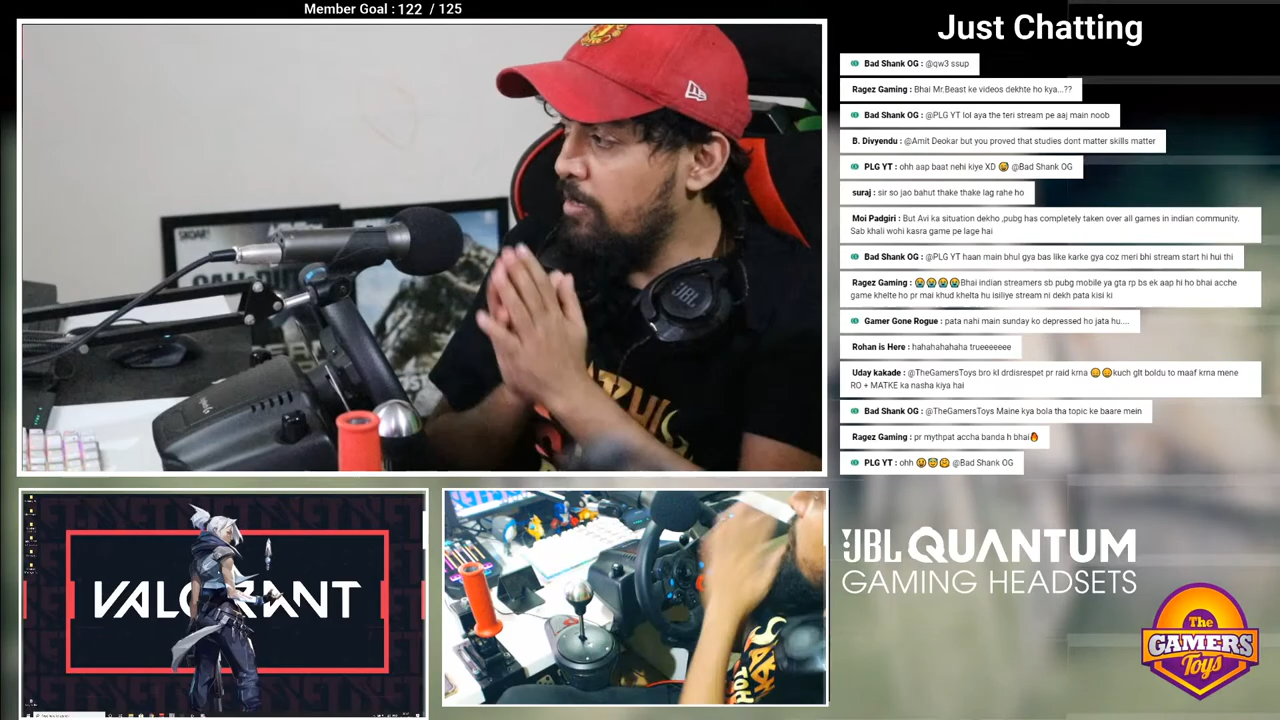 Member Goal : 122 / 125
Just Chatting
Bad Shank OG : @qw3 ssup
Ragez Gaming : Bhai Mr.Beast ke videos dekhte ho kya...??
Bad Shank OG : @PLG YT lol aya the teri stream pe aaj main noob
B. Divyendu : @Amit Deokar but you proved that studies dont matter skills matter
PLG YT : ohh aap baat nehi kiye XD 😅 @Bad Shank OG
suraj : sir so jao bahut thake thake lag rahe ho
Moi Padgiri : But Avi ka situation dekho ,pubg has completely taken over all games in indian community.
Sab khali wohi kasra game pe lage hai
Bad Shank OG : @PLG YT haan main bhul gya bas like karke gya coz meri bhi stream start hi hui thi
Ragez Gaming : 😭😭😭😭Bhai indian streamers sb pubg mobile ya gta rp bs ek aap hi ho bhai acche
game khelte ho pr mai khud khelta hu isiliye stream ni dekh pata kisi ki
Gamer Gone Rogue : pata nahi main sunday ko depressed ho jata hu....
Rohan is Here : hahahahahaha trueeeeeee
Uday kakade : @TheGamersToys bro kl drdisrespet pr raid krna 😄😄kuch glt boldu to maaf krna mene
RO + MATKE ka nasha kiya hai
Bad Shank OG : @TheGamersToys Maine kya bola tha topic ke baare mein
Ragez Gaming : pr mythpat accha banda h bhai🔥
PLG YT : ohh @Bad Shank OG
SKOAR!
JBL
VALORANT
JBL QUANTUM
GAMING HEADSETS
The
GAMERS
Toys